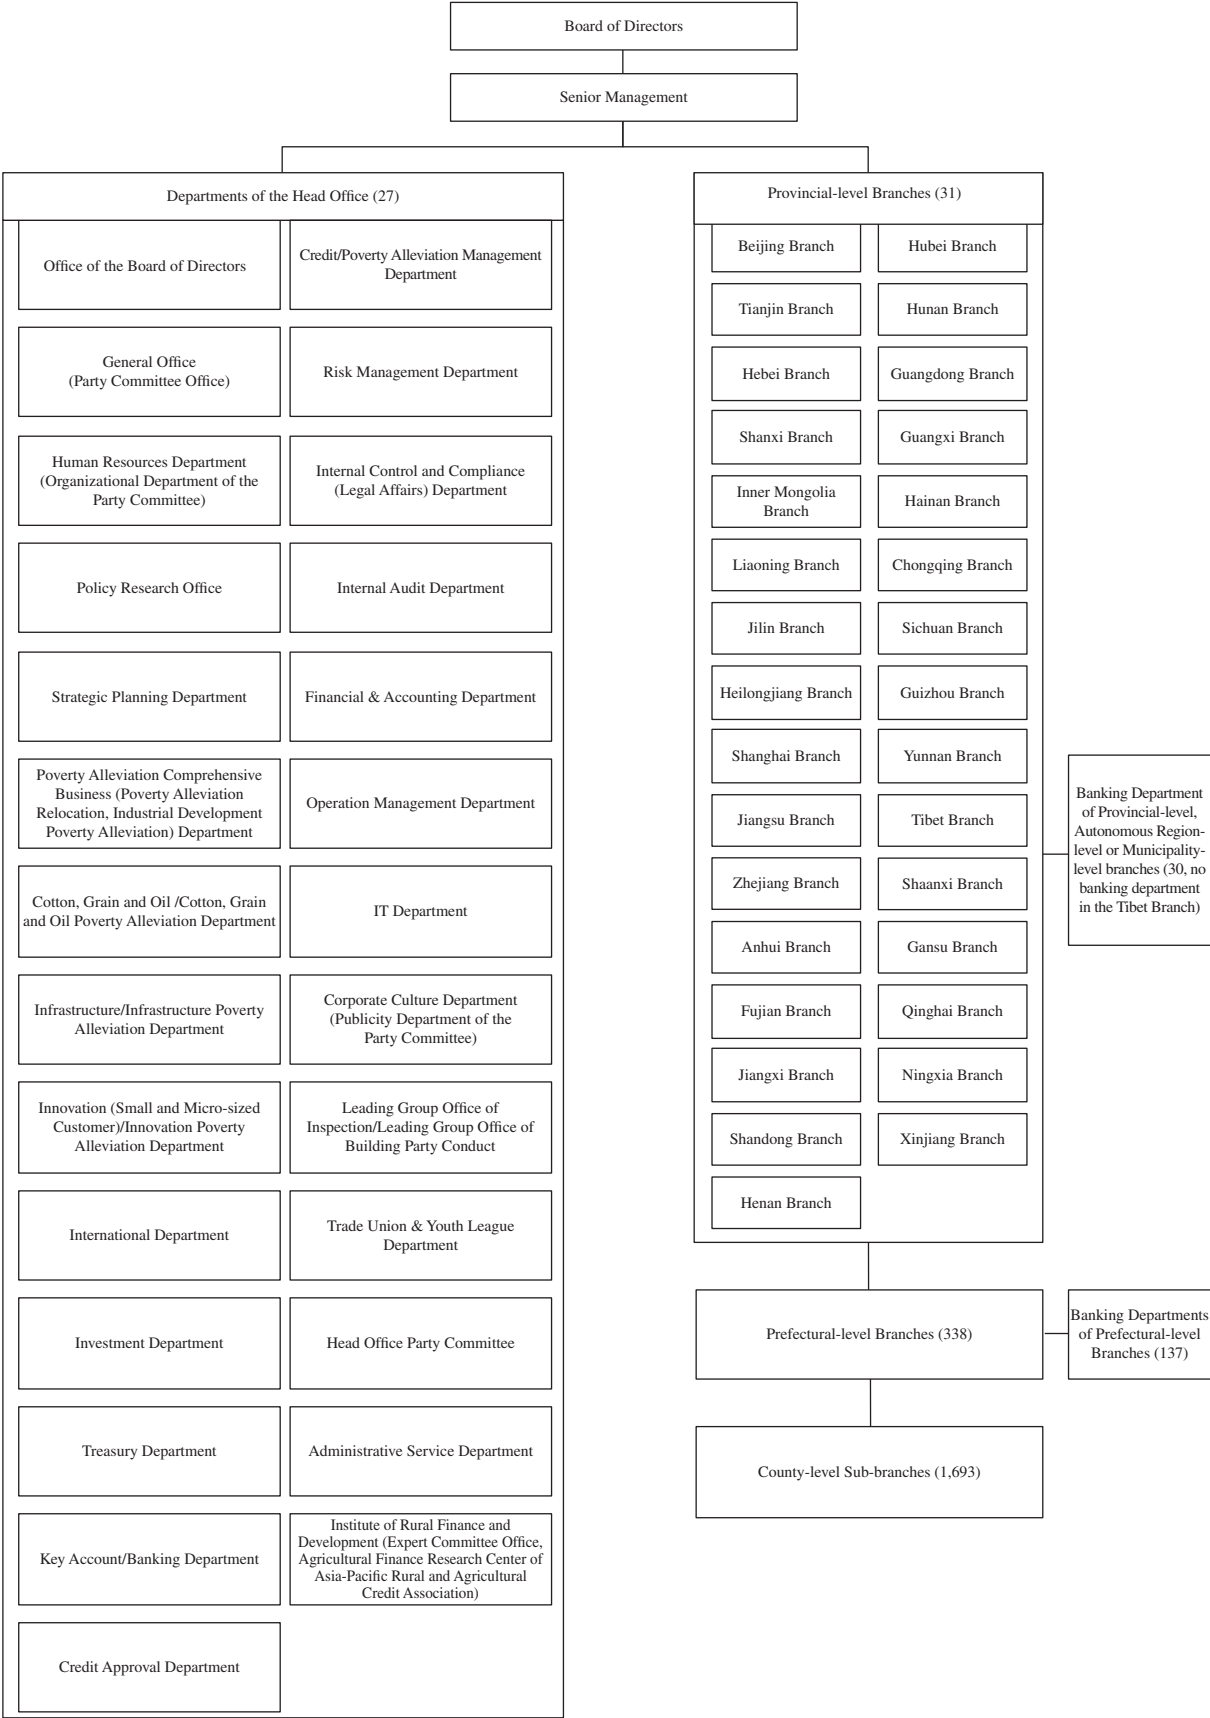 Board of Directors
Senior Management
Departments of the Head Office (27)
Office of the Board of Directors
General Office
(Party Committee Office)
Human Resources Department
(Organizational Department of the
Party Committee)
Policy Research Office
Strategic Planning Department
Poverty Alleviation Comprehensive
Business (Poverty Alleviation
Relocation, Industrial Development
Poverty Alleviation) Department
Cotton, Grain and Oil /Cotton, Grain
and Oil Poverty Alleviation Department
Infrastructure/Infrastructure Poverty
Alleviation Department
Innovation (Small and Micro-sized
Customer)/Innovation Poverty
Alleviation Department
International Department
Investment Department
Treasury Department
Key Account/Banking Department
Credit Approval Department
Credit/Poverty Alleviation Management
Department
Risk Management Department
Internal Control and Compliance
(Legal Affairs) Department
Internal Audit Department
Financial & Accounting Department
Operation Management Department
IT Department
Corporate Culture Department
(Publicity Department of the
Party Committee)
Leading Group Office of
Inspection/Leading Group Office of
Building Party Conduct
Trade Union & Youth League
Department
Head Office Party Committee
Administrative Service Department
Institute of Rural Finance and
Development (Expert Committee Office,
Agricultural Finance Research Center of
Asia-Pacific Rural and Agricultural
Credit Association)
Provincial-level Branches (31)
Beijing Branch
Tianjin Branch
Hebei Branch
Shanxi Branch
Inner Mongolia
Branch
Liaoning Branch
Jilin Branch
Heilongjiang Branch
Shanghai Branch
Jiangsu Branch
Zhejiang Branch
Anhui Branch
Fujian Branch
Jiangxi Branch
Shandong Branch
Henan Branch
Hubei Branch
Hunan Branch
Guangdong Branch
Guangxi Branch
Hainan Branch
Chongqing Branch
Sichuan Branch
Guizhou Branch
Yunnan Branch
Tibet Branch
Shaanxi Branch
Gansu Branch
Qinghai Branch
Ningxia Branch
Xinjiang Branch
Banking Department
of Provincial-level,
Autonomous Region-
level or Municipality-
level branches (30, no
banking department
in the Tibet Branch)
Prefectural-level Branches (338)
Banking Departments
of Prefectural-level
Branches (137)
County-level Sub-branches (1,693)